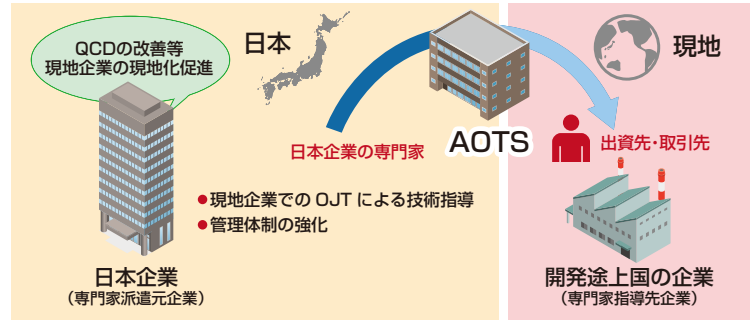 QCDの改善等
現地企業の現地化促進
日本
現地
日本企業の専門家
AOTS
出資先・取引先
●現地企業での OJT による技術指導
●管理体制の強化
日本企業
(専門家派遣元企業)
開発途上国の企業
(専門家指導先企業)